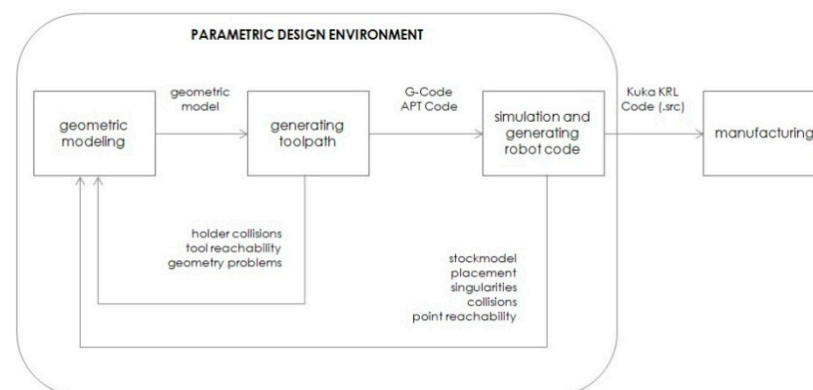 PARAMETRIC DESIGN ENVIRONMENT
geometric
modeling
geometric
model
generating
toolpath
G-Code
APT Code
simulation and
generating
robot code
Kuka KRL
Code (.src)
manufacturing
holder collisions
tool reachability
geometry problems
stockmodel
placement
singularities
collisions
point reachability